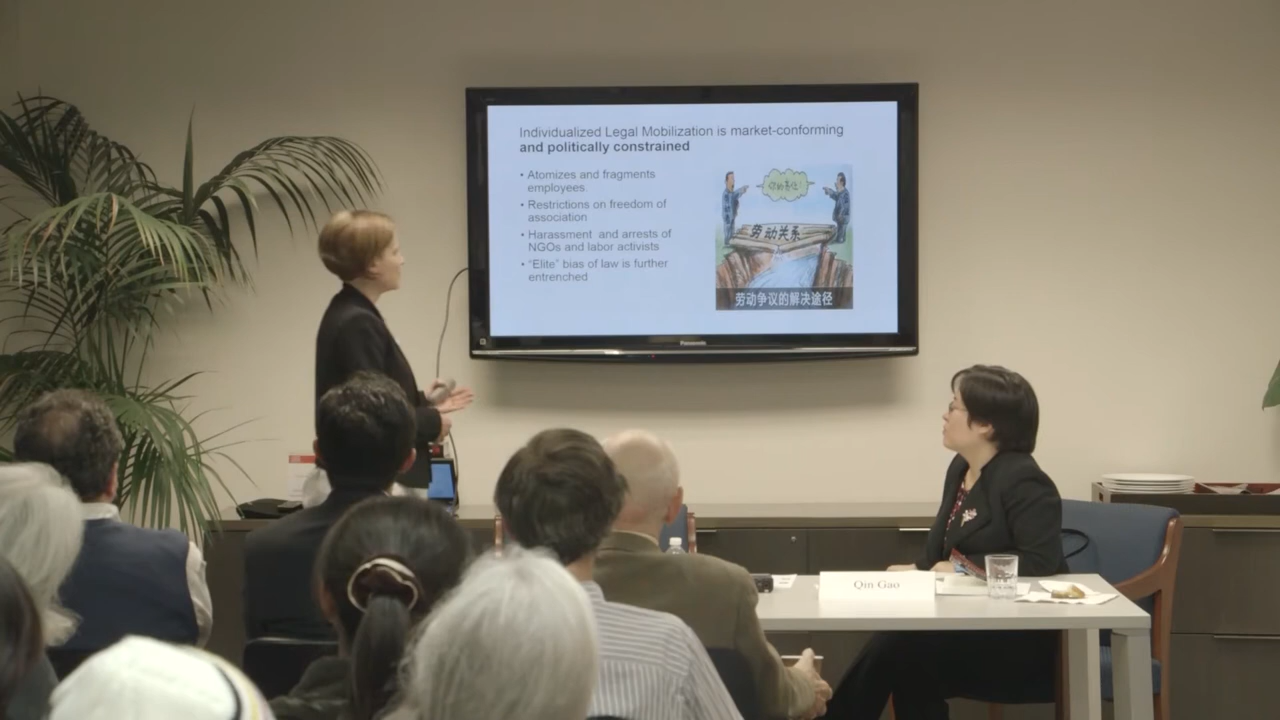 Individualized Legal Mobilization is market-conforming
and politically constrained
• Atomizes and fragments
employees.
• Restrictions on freedom of
association
• Harassment and arrests of
NGOs and labor activists
• "Elite" bias of law is further
entrenched
劳动关系
劳动争议的解决途径
Panasonic
Qin Gao